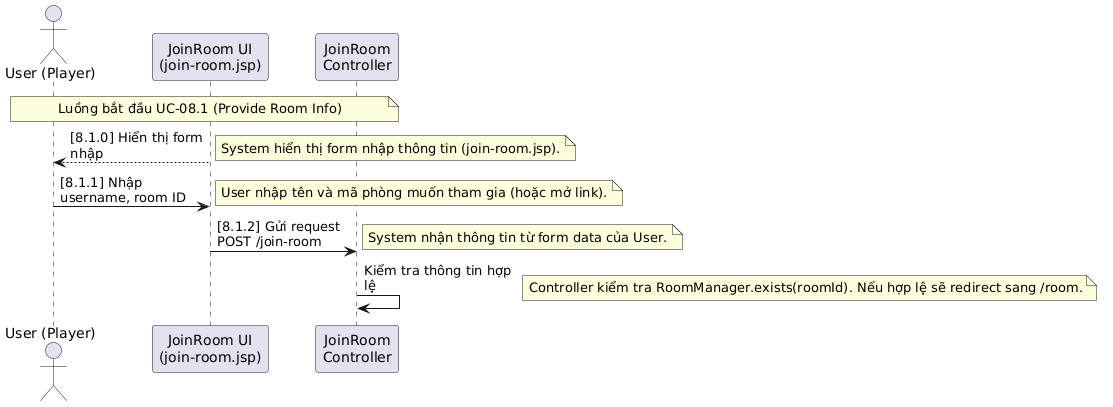 User (Player)
JoinRoom UI
(join-room.jsp)
JoinRoom
Controller
Luồng bắt đầu UC-08.1 (Provide Room Info)
[8.1.0] Hiển thị form
nhập
System hiển thị form nhập thông tin (join-room.jsp).
[8.1.1] Nhập
username, room ID
User nhập tên và mã phòng muốn tham gia (hoặc mở link).
[8.1.2] Gửi request
POST /join-room
System nhận thông tin từ form data của User.
Kiểm tra thông tin hợp
lệ
Controller kiểm tra RoomManager.exists(roomId). Nếu hợp lệ sẽ redirect sang /room.
User (Player)
JoinRoom UI
(join-room.jsp)
JoinRoom
Controller